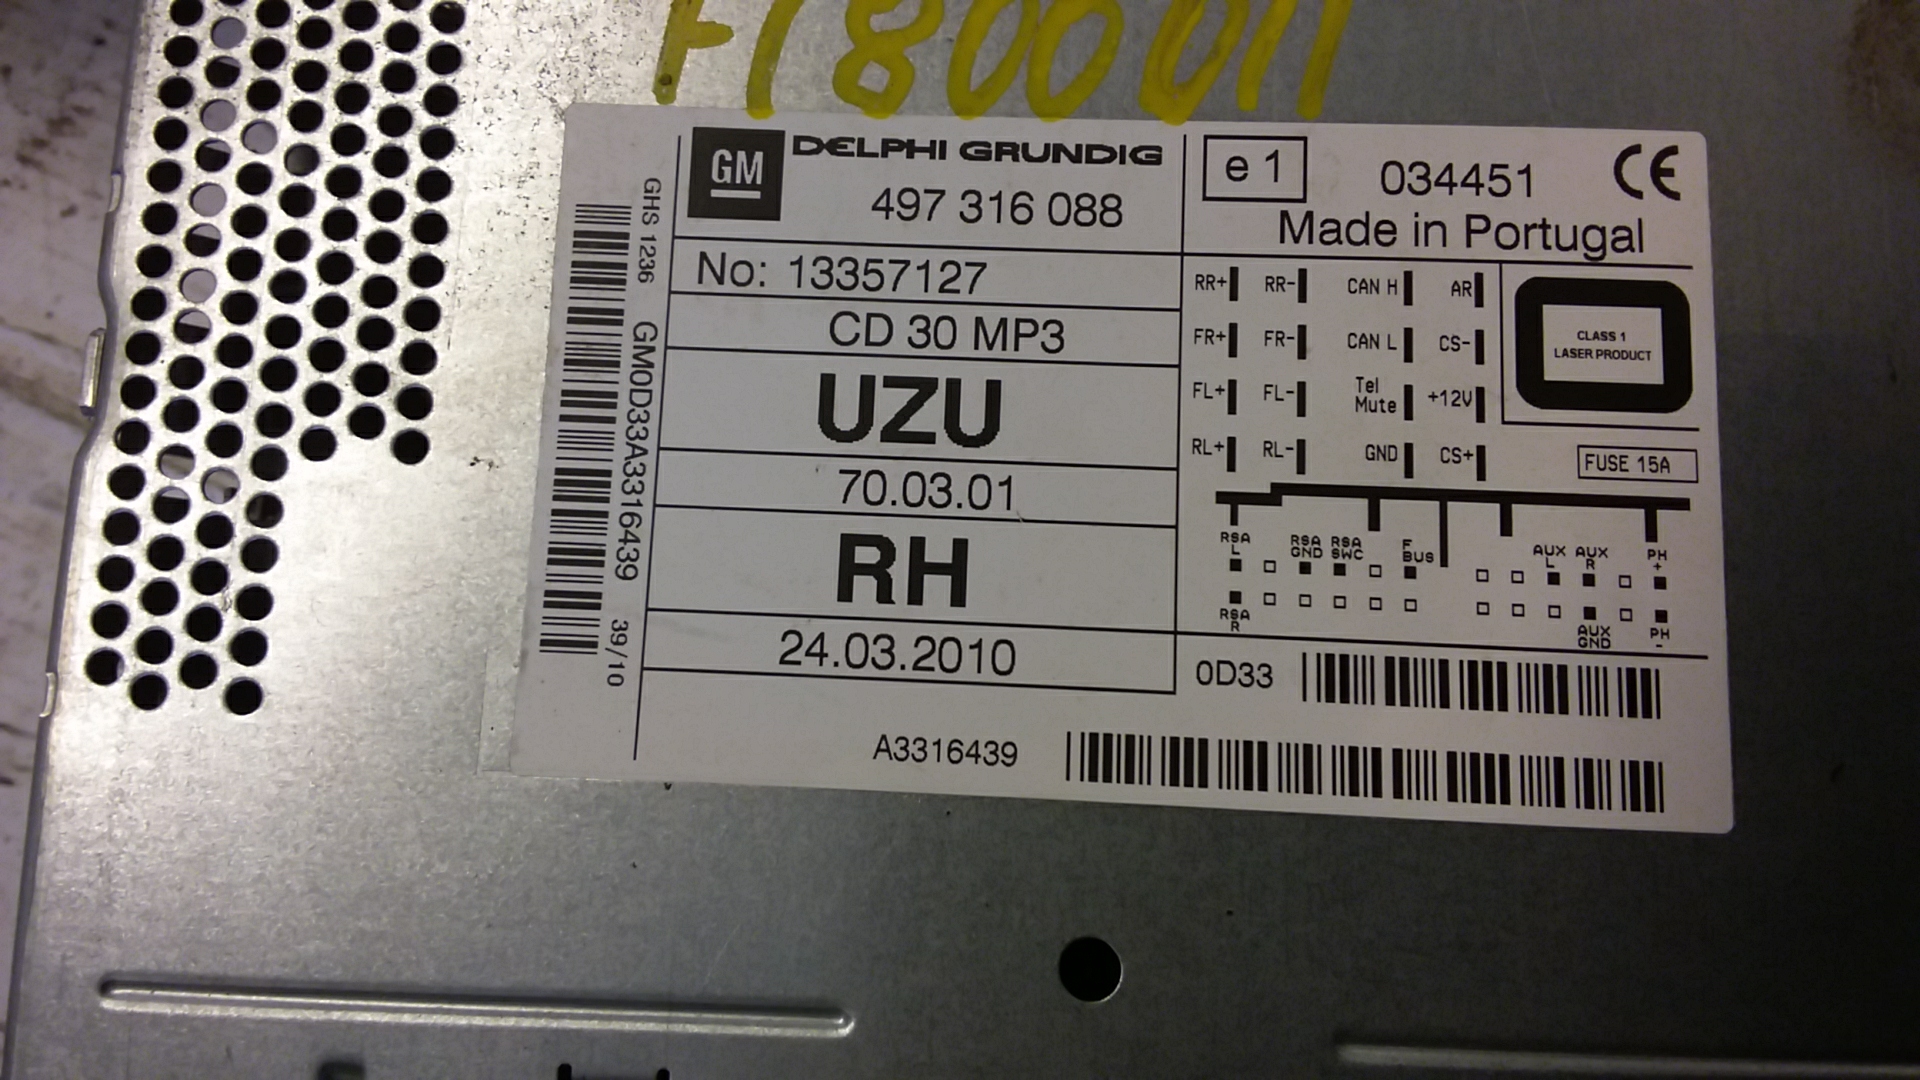 GM
DELPHI GRUNDIG
497 316 088
No: 13357127
CD 30 MP3
UZU
70.03.01
RH
24.03.2010
A3316439
GHS 1236 GM0D33A3316439 39/10
e1 034451 CE
Made in Portugal
RR+ RR- CAN H AR
FR+ FR- CAN L CS-
FL+ FL- Tel Mute +12V
RL+ RL- GND CS+
CLASS 1
LASER PRODUCT
FUSE 15A
RSA L
RSA GND
RSA SWC
F BUS
AUX L
AUX R
PH +
RSA R
AUX GND
PH -
0D33